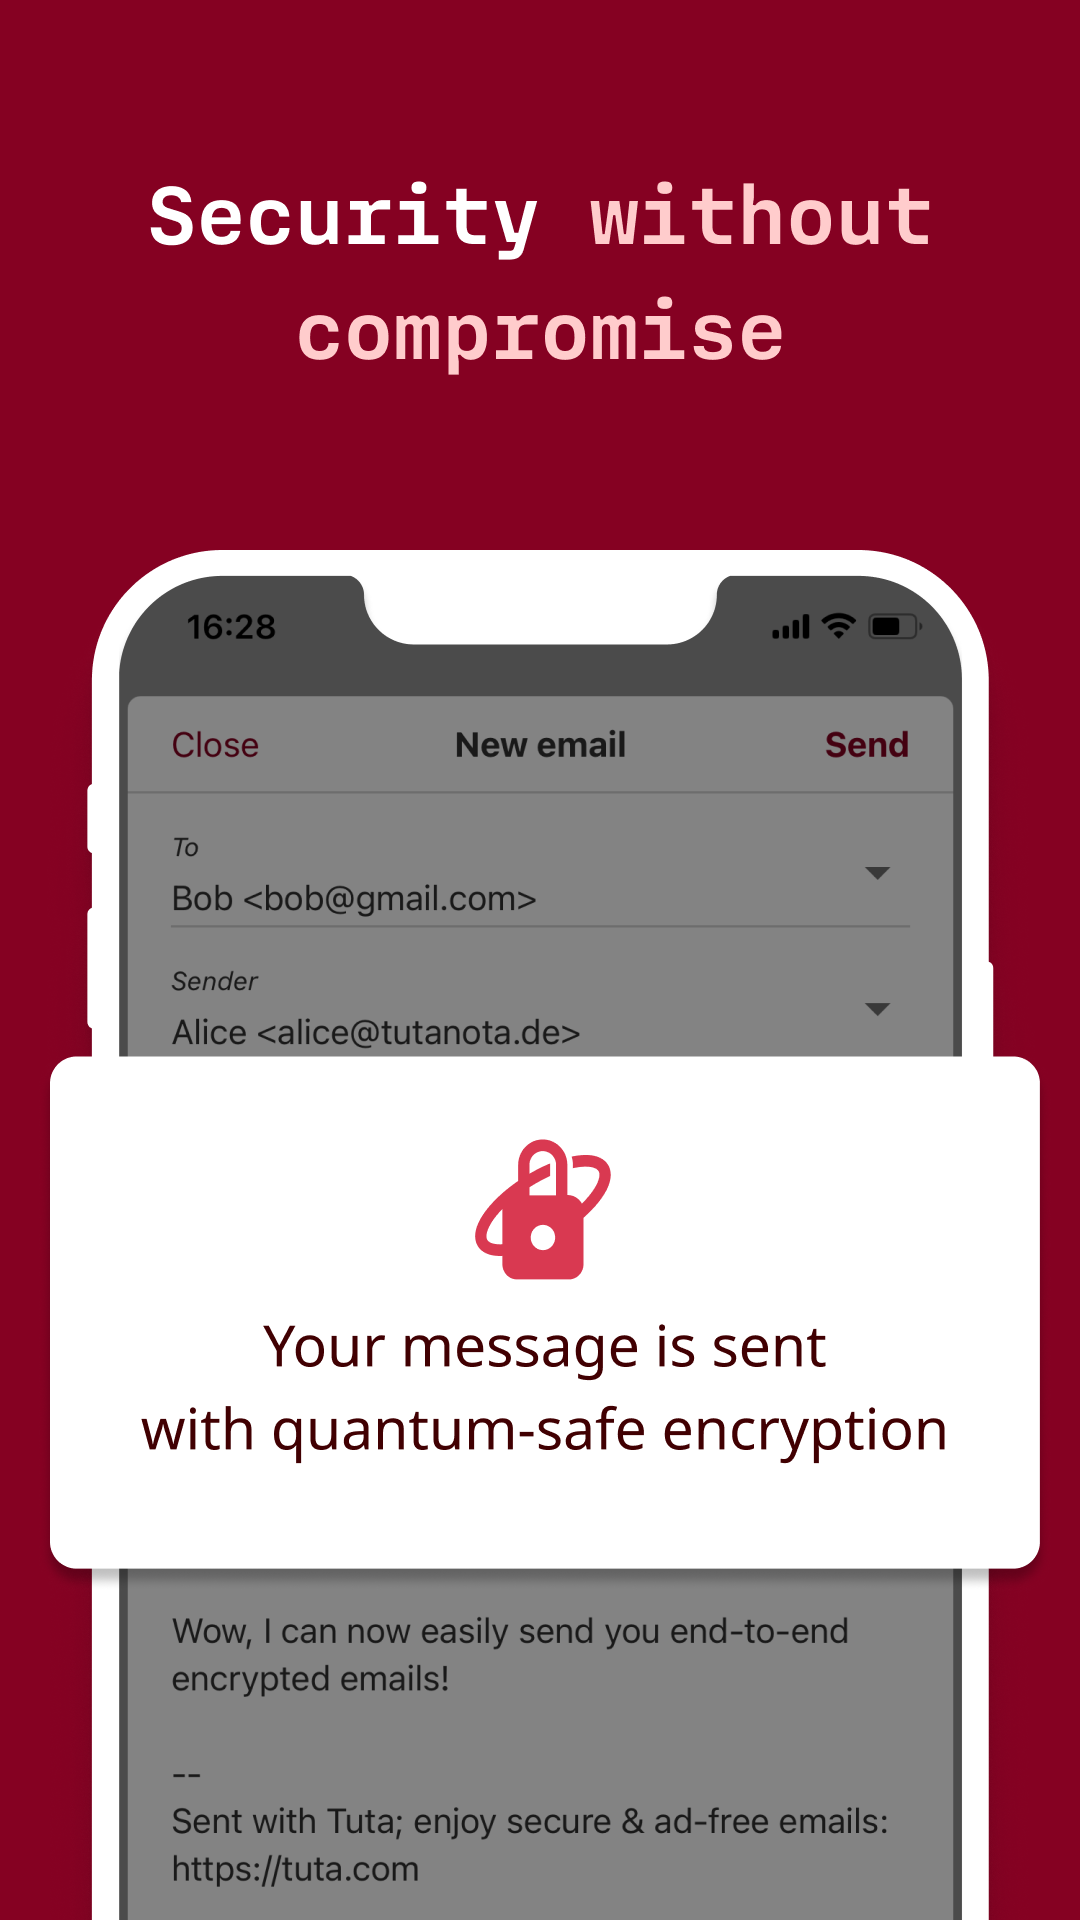 Security without
compromise
16:28
Close New email Send
To
Bob <bob@gmail.com>
Sender
Alice <alice@tutanota.de>
Your message is sent
with quantum-safe encryption
Wow, I can now easily send you end-to-end
encrypted emails!
--
Sent with Tuta; enjoy secure & ad-free emails:
https://tuta.com